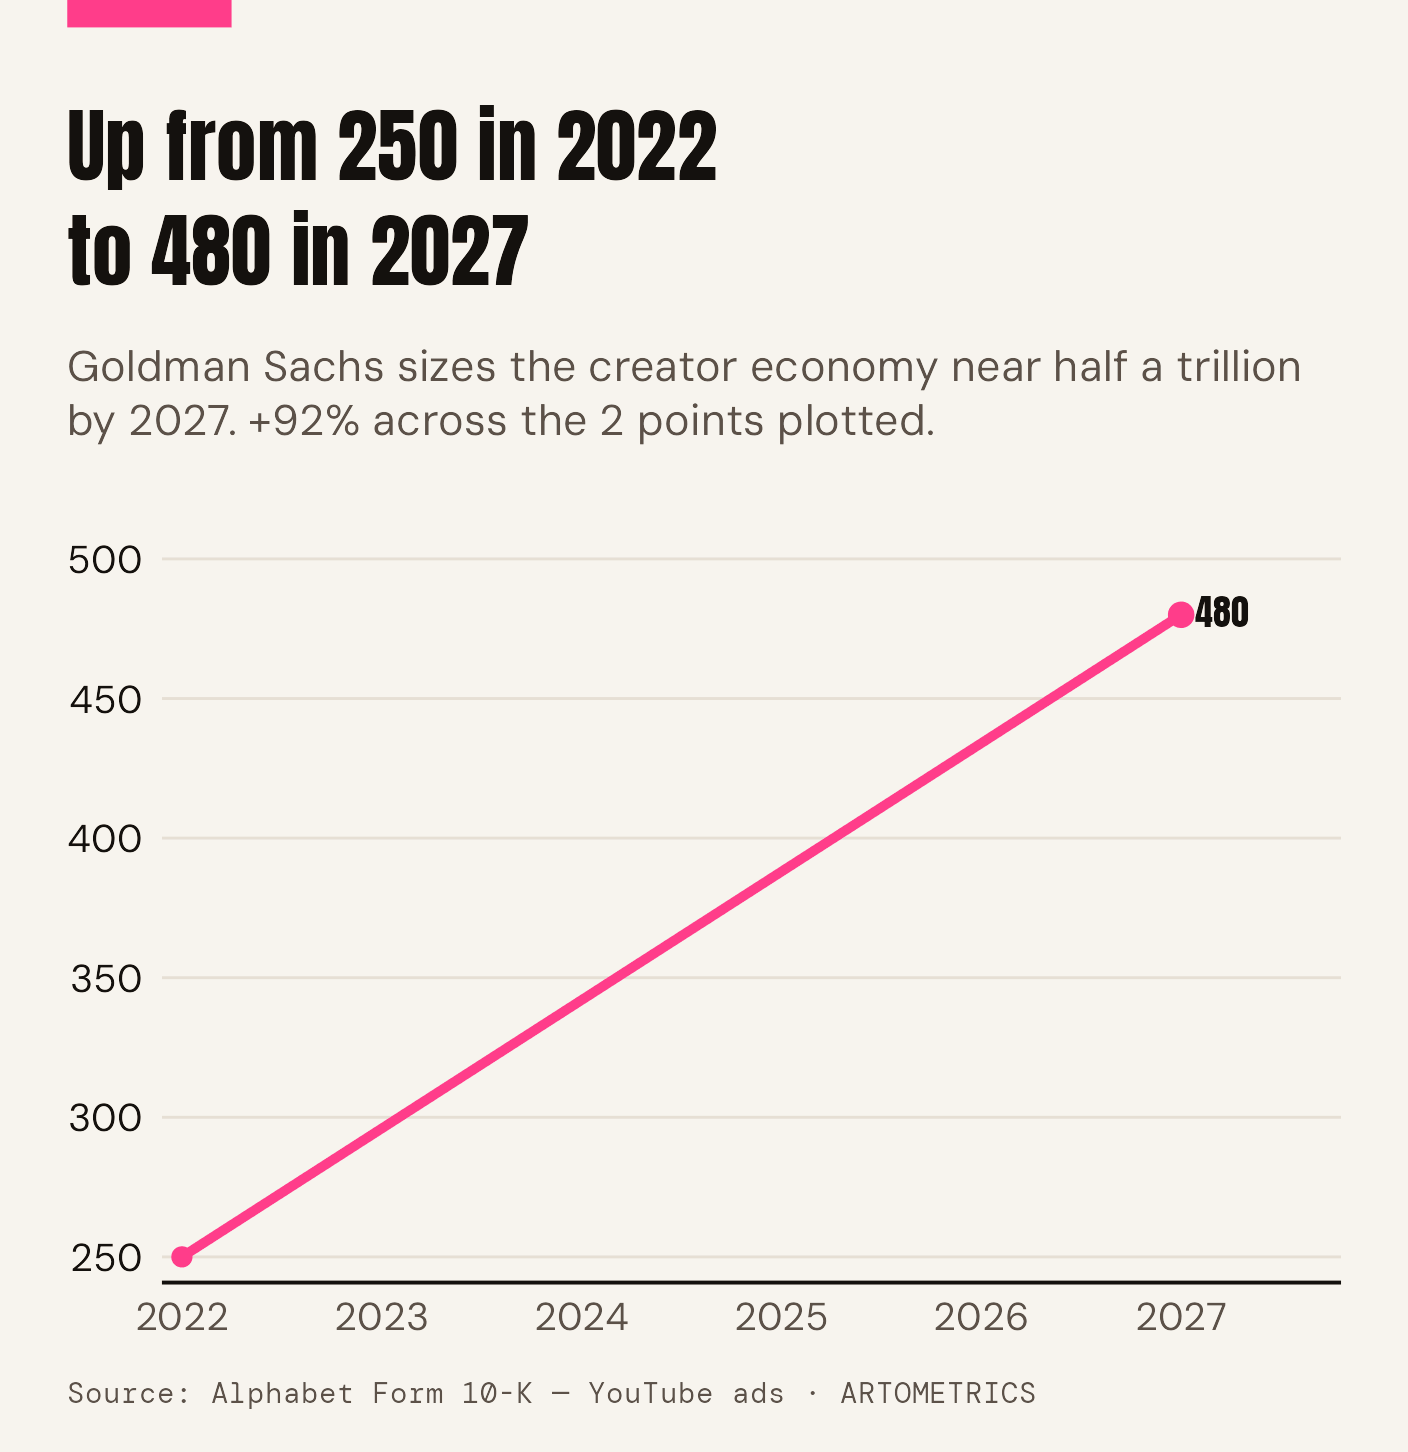 Up from 250 in 2022
to 480 in 2027
Goldman Sachs sizes the creator economy near half a trillion
by 2027. +92% across the 2 points plotted.
500
480
450
400
350
300
250
2022 2023 2024 2025 2026 2027
Source: Alphabet Form 10-K — YouTube ads · ARTOMETRICS